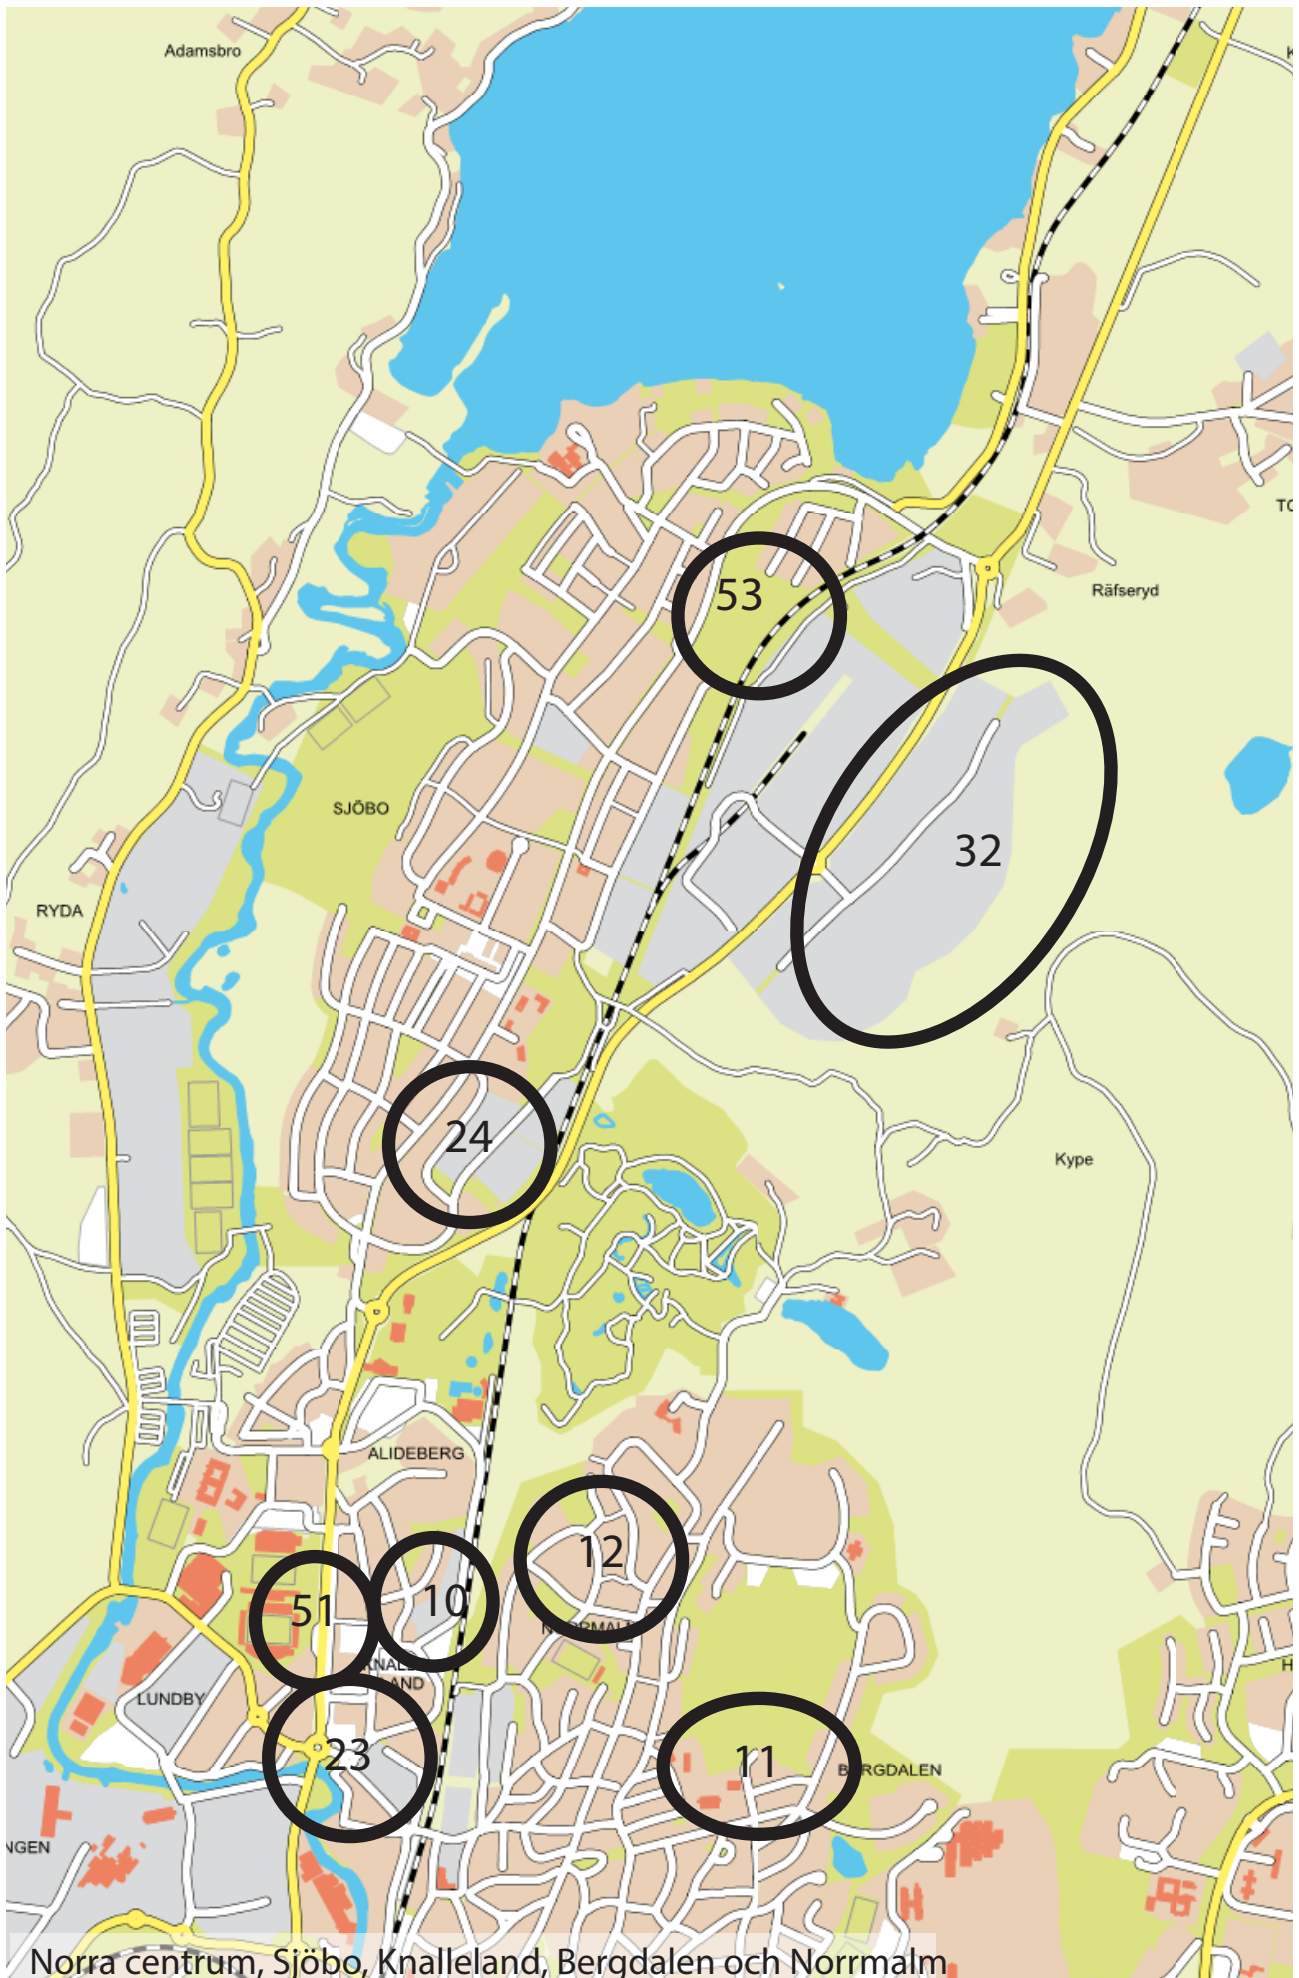 Adamsbro
Räfseryd
53
SJÖBO
32
RYDA
24
Kype
ALIDEBERG
12
10
51
LUNDBY
23
11
BERGDALEN
Norra centrum, Sjöbo, Knalleland, Bergdalen och Norrmalm